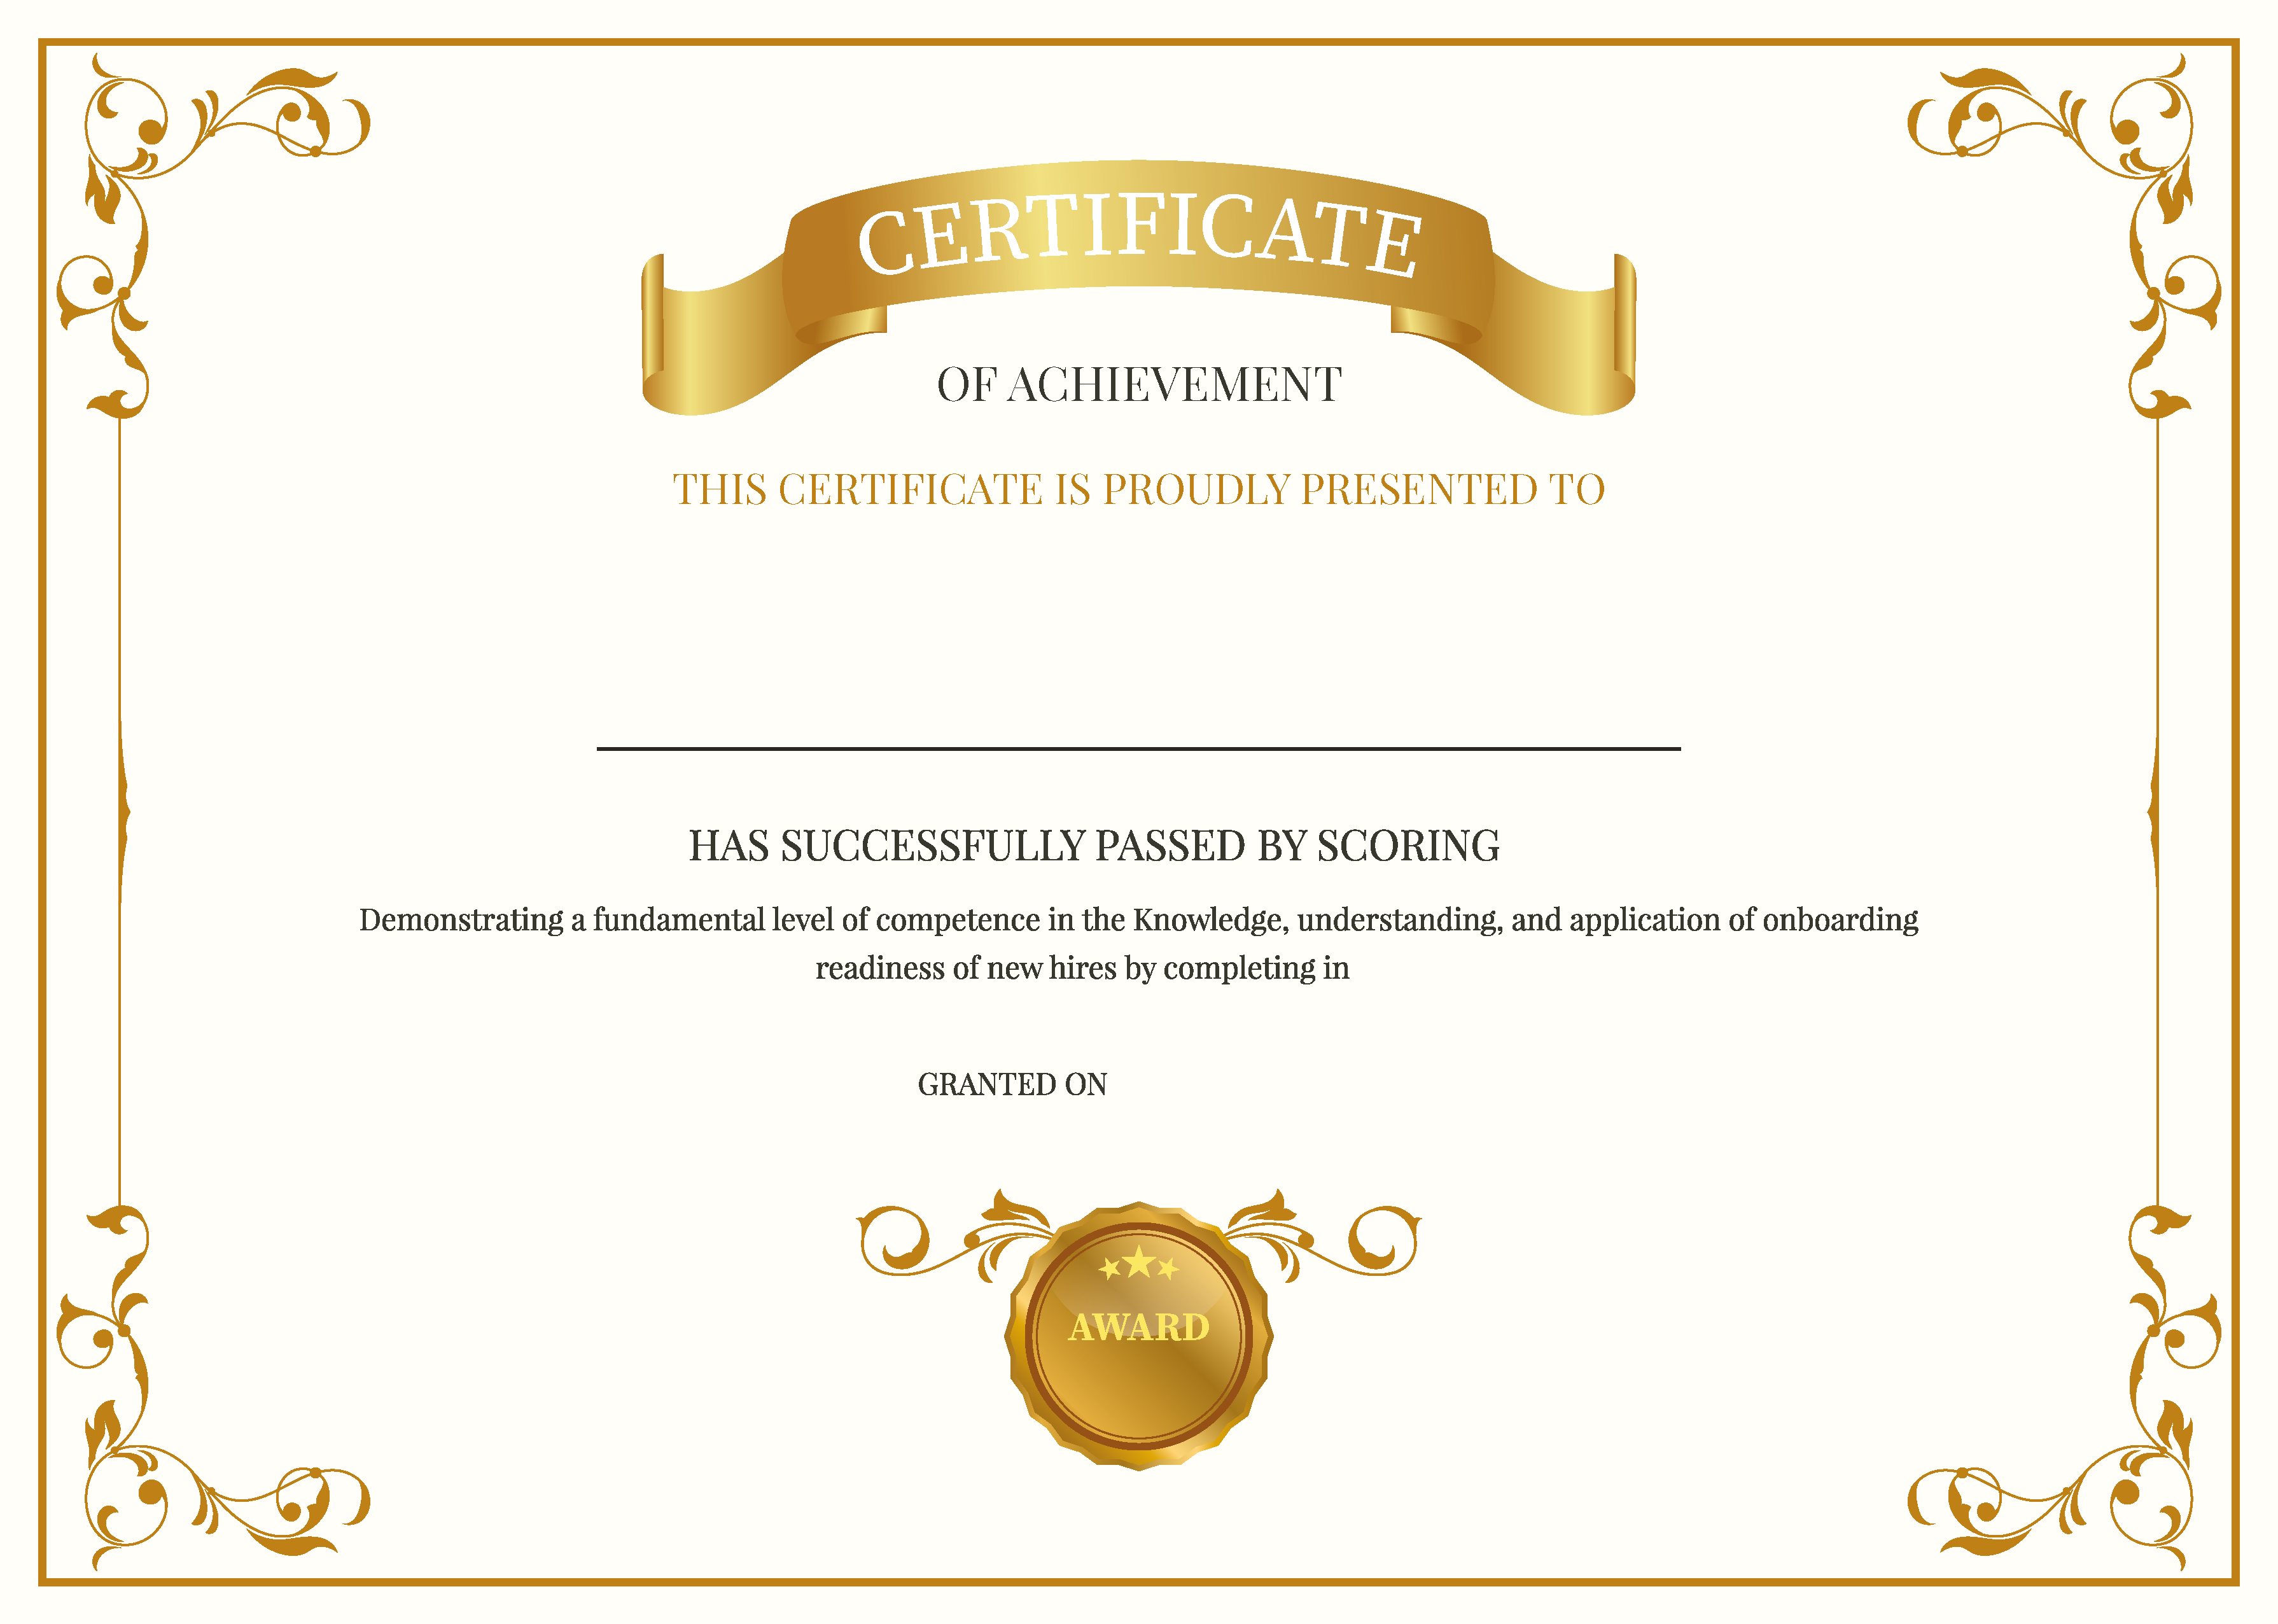 CERTIFICATE
OF ACHIEVEMENT
THIS CERTIFICATE IS PROUDLY PRESENTED TO
HAS SUCCESSFULLY PASSED BY SCORING
Demonstrating a fundamental level of competence in the Knowledge, understanding, and application of onboarding
readiness of new hires by completing in
GRANTED ON
AWARD